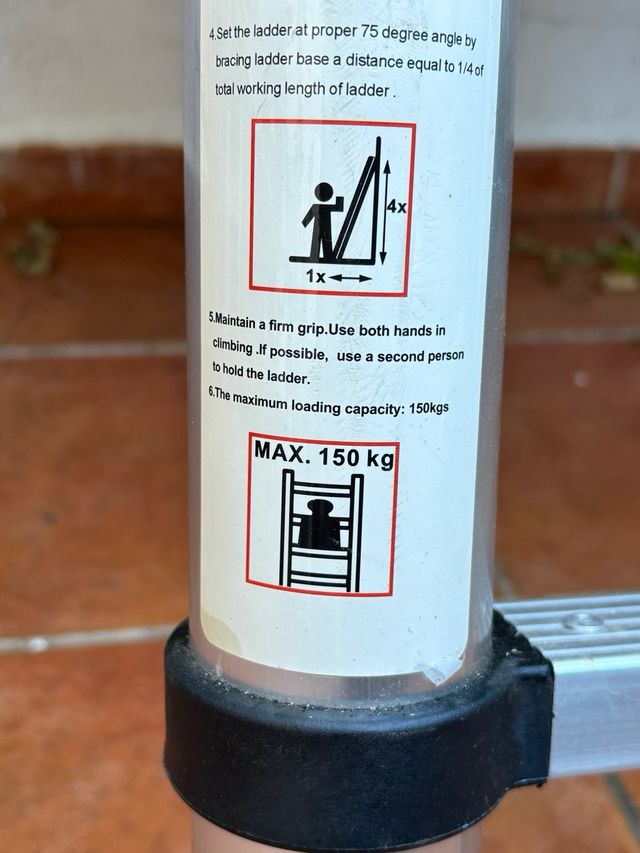 4.Set the ladder at proper 75 degree angle by
bracing ladder base a distance equal to 1/4 of
total working length of ladder .
4x
1x
5.Maintain a firm grip.Use both hands in
climbing .If possible, use a second person
to hold the ladder.
6.The maximum loading capacity: 150kgs
MAX. 150 kg